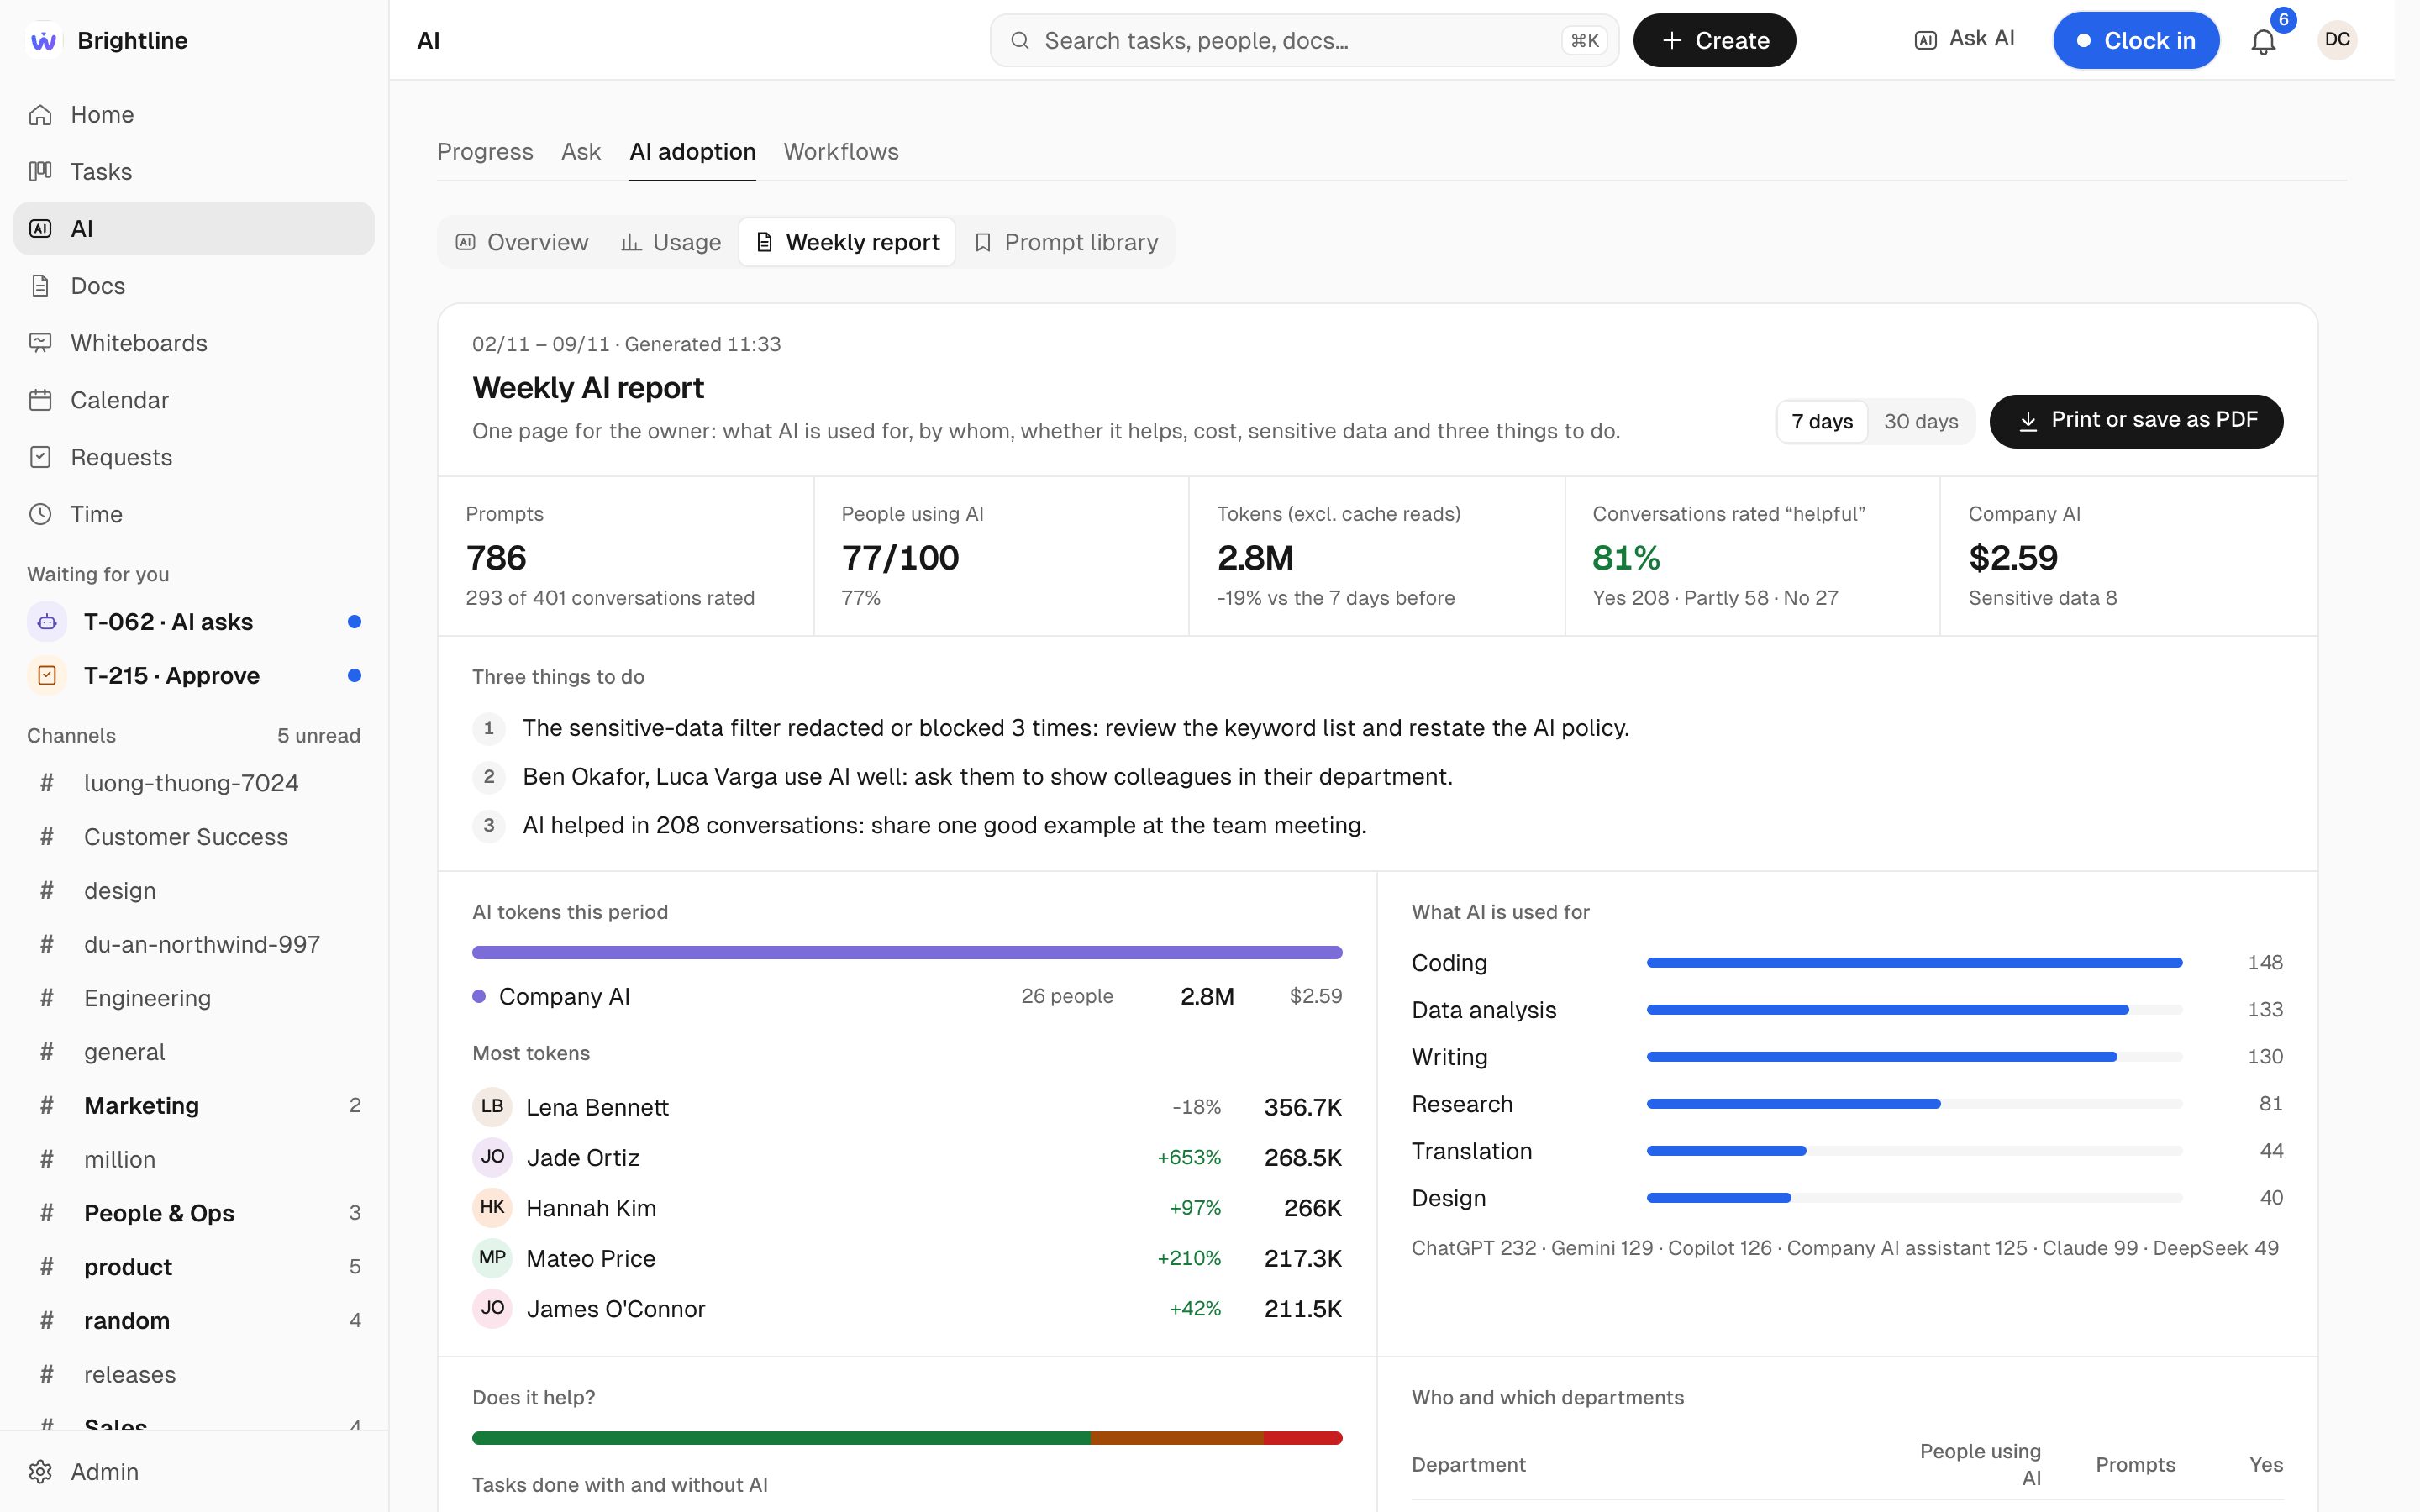 Brightline
AI
Search tasks, people, docs...
⌘K
Create
Ask AI
Clock in
6
DC
Home
Tasks
AI
Docs
Whiteboards
Calendar
Requests
Time
Waiting for you
T-062 · AI asks
T-215 · Approve
Channels 5 unread
# luong-thuong-7024
# Customer Success
# design
# du-an-northwind-997
# Engineering
# general
# Marketing 2
# million
# People & Ops 3
# product 5
# random 4
# releases
# Sales 4
Admin
Progress Ask AI adoption Workflows
Overview Usage Weekly report Prompt library
02/11 – 09/11 · Generated 11:33
Weekly AI report
One page for the owner: what AI is used for, by whom, whether it helps, cost, sensitive data and three things to do.
7 days 30 days
Print or save as PDF
Prompts
786
293 of 401 conversations rated
People using AI
77/100
77%
Tokens (excl. cache reads)
2.8M
-19% vs the 7 days before
Conversations rated “helpful”
81%
Yes 208 · Partly 58 · No 27
Company AI
$2.59
Sensitive data 8
Three things to do
1 The sensitive-data filter redacted or blocked 3 times: review the keyword list and restate the AI policy.
2 Ben Okafor, Luca Varga use AI well: ask them to show colleagues in their department.
3 AI helped in 208 conversations: share one good example at the team meeting.
AI tokens this period
Company AI 26 people 2.8M $2.59
Most tokens
LB Lena Bennett -18% 356.7K
JO Jade Ortiz +653% 268.5K
HK Hannah Kim +97% 266K
MP Mateo Price +210% 217.3K
JO James O'Connor +42% 211.5K
What AI is used for
Coding 148
Data analysis 133
Writing 130
Research 81
Translation 44
Design 40
ChatGPT 232 · Gemini 129 · Copilot 126 · Company AI assistant 125 · Claude 99 · DeepSeek 49
Does it help?
Tasks done with and without AI
Who and which departments
Department People using AI Prompts Yes